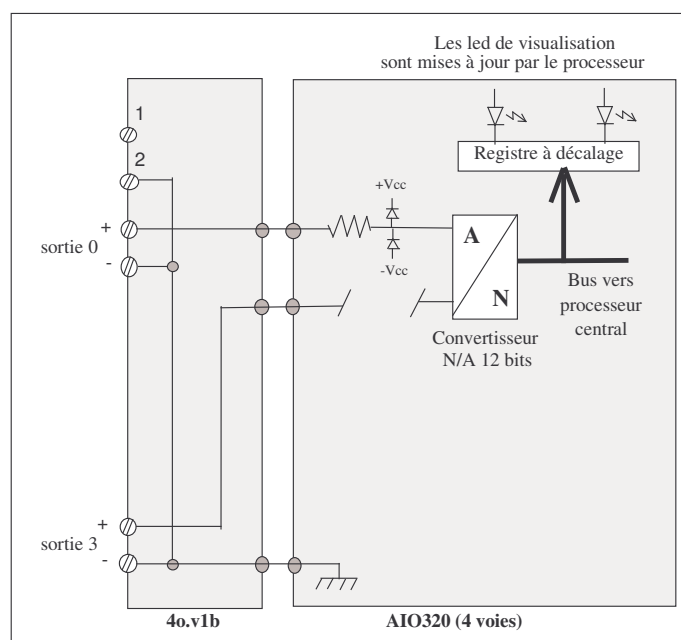 Les led de visualisation
sont mises à jour par le processeur
1
2
+
sortie 0
-
Registre à décalage
+Vcc
-Vcc
A
N
Bus vers
processeur
central
Convertisseur
N/A 12 bits
+
sortie 3
-
4o.v1b
AIO320 (4 voies)